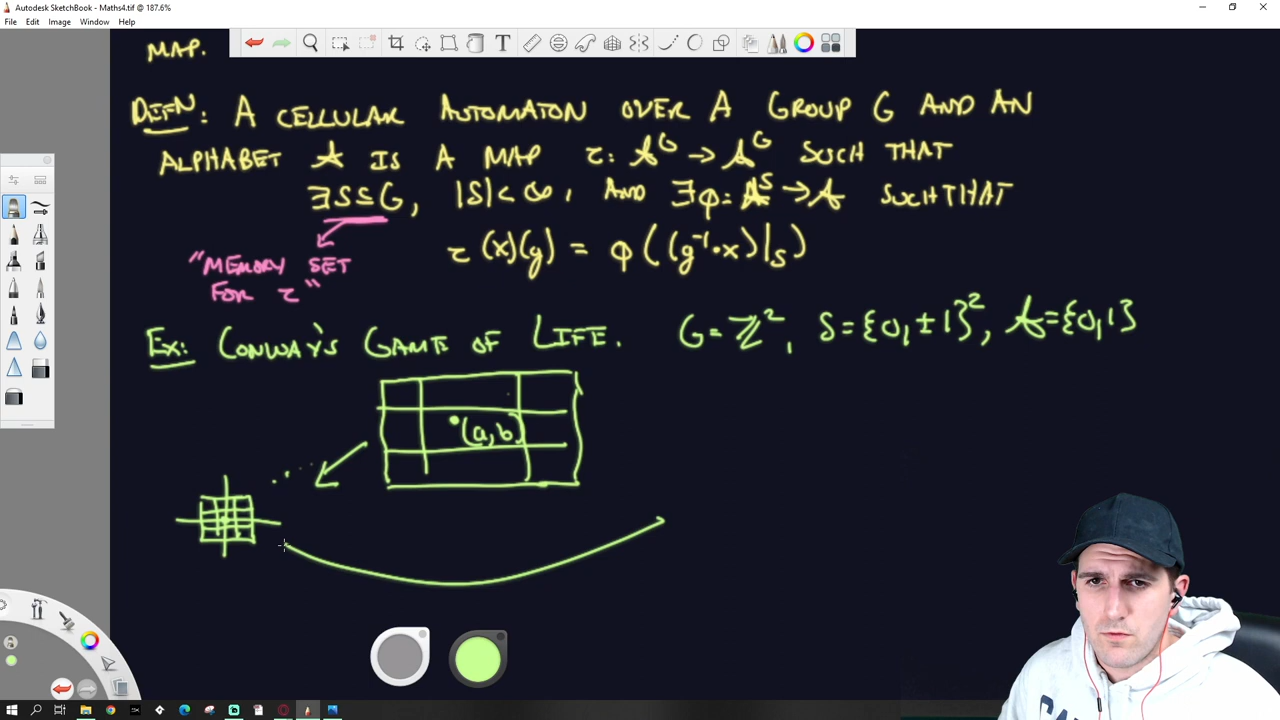 Autodesk SketchBook - Maths4.tif @ 187.6%
File Edit Image Window Help
MAP.
DEFN: A CELLULAR AUTOMATON OVER A GROUP G AND AN
ALPHABET A IS A MAP τ: A^G → A^G SUCH THAT
∃S⊆G, |S|<∞, AND ∃φ: A^S → A SUCH THAT
τ(x)(g) = φ((g⁻¹·x)|_S)
"MEMORY SET
FOR τ"
EX: CONWAY'S GAME OF LIFE. G=ℤ², S={0,±1}², A={0,1}
(a,b)